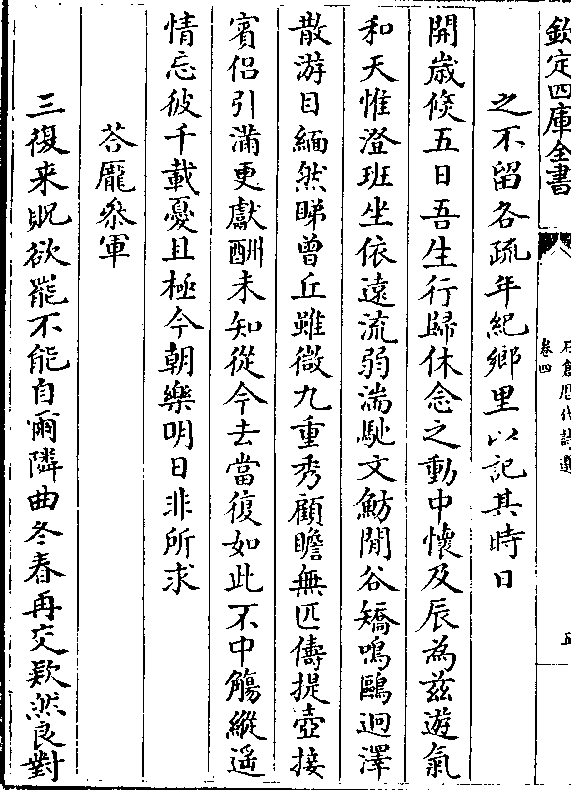 欽定四庫全書
石倉歷代詩選
卷四
五
之不留各疏年紀鄉里以記其時日
開歲倐五日吾生行歸休念之動中懷及辰為兹遊氣
和天惟澄班坐依遠流弱湍馳文魴閒谷矯鳴鷗迥澤
散游目緬然睇曾丘雖微九重秀顧瞻無匹儔提壺接
賓侣引滿更獻酬未知從今去當復如此不中觴縱遥
情忘彼千載憂且極今朝樂明日非所求
荅龎叅軍
三復来貺欲罷不能自爾隣曲冬春再交欵然良對